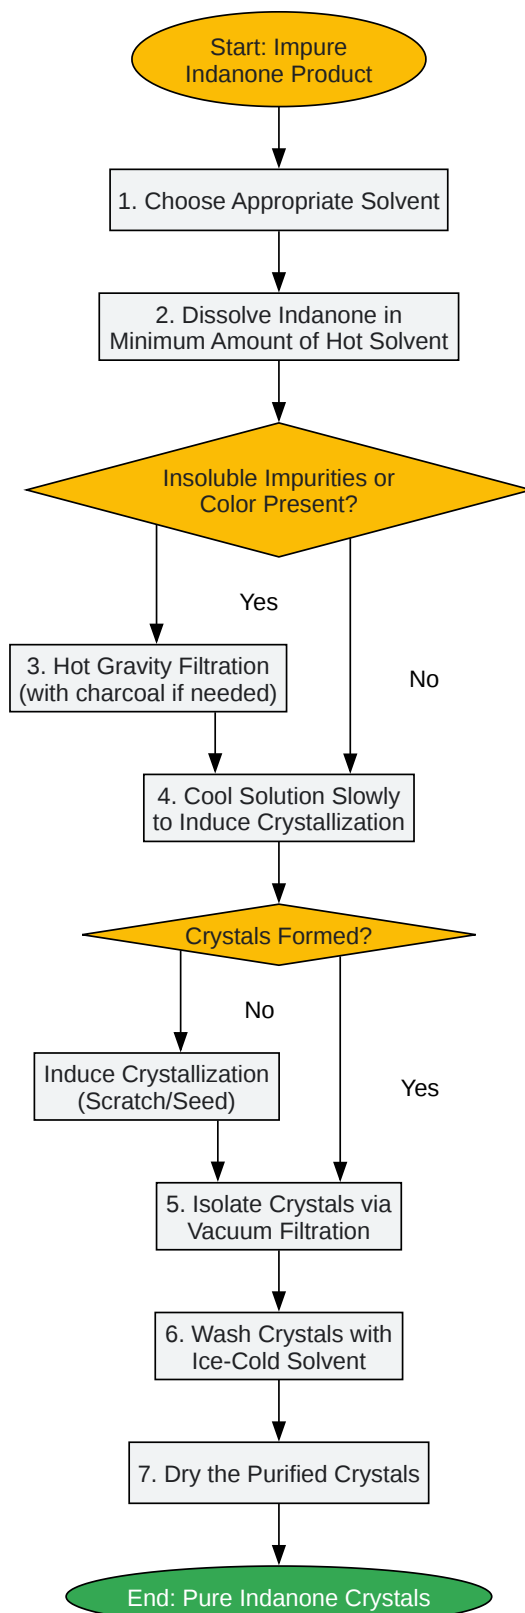 Start: Impure
Indanone Product
1. Choose Appropriate Solvent
2. Dissolve Indanone in
Minimum Amount of Hot Solvent
Insoluble Impurities or
Color Present?
Yes
3. Hot Gravity Filtration
(with charcoal if needed)
No
4. Cool Solution Slowly
to Induce Crystallization
Crystals Formed?
No
Induce Crystallization
(Scratch/Seed)
Yes
5. Isolate Crystals via
Vacuum Filtration
6. Wash Crystals with
Ice-Cold Solvent
7. Dry the Purified Crystals
End: Pure Indanone Crystals